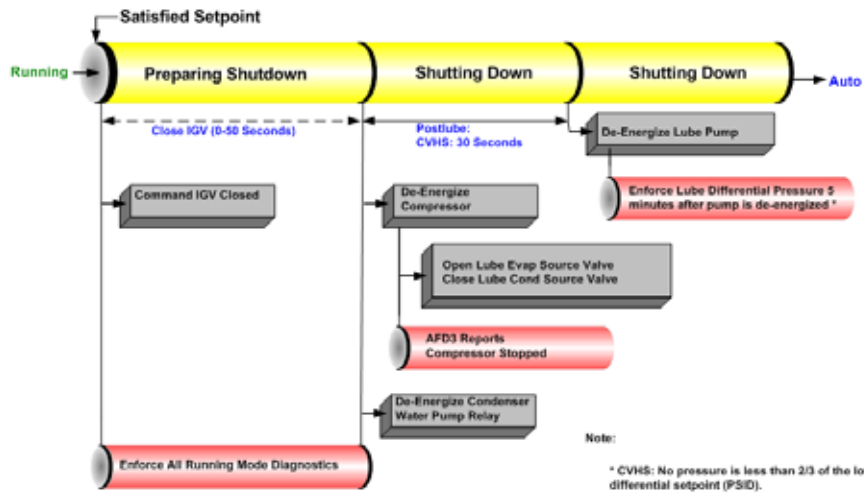 Satisfied Setpoint
Running
Preparing Shutdown
Shutting Down
Shutting Down
Auto
Close IGV (0-50 Seconds)
Postlube:
CVHS: 30 Seconds
De-Energize Lube Pump
Command IGV Closed
De-Energize
Compressor
Enforce Lube Differential Pressure 5
minutes after pump is de-energized *
Open Lube Evap Source Valve
Close Lube Cond Source Valve
AFD3 Reports
Compressor Stopped
De-Energize Condenser
Water Pump Relay
Enforce All Running Mode Diagnostics
Note:
* CVHS: No pressure is less than 2/3 of the
differential setpoint (PSID).